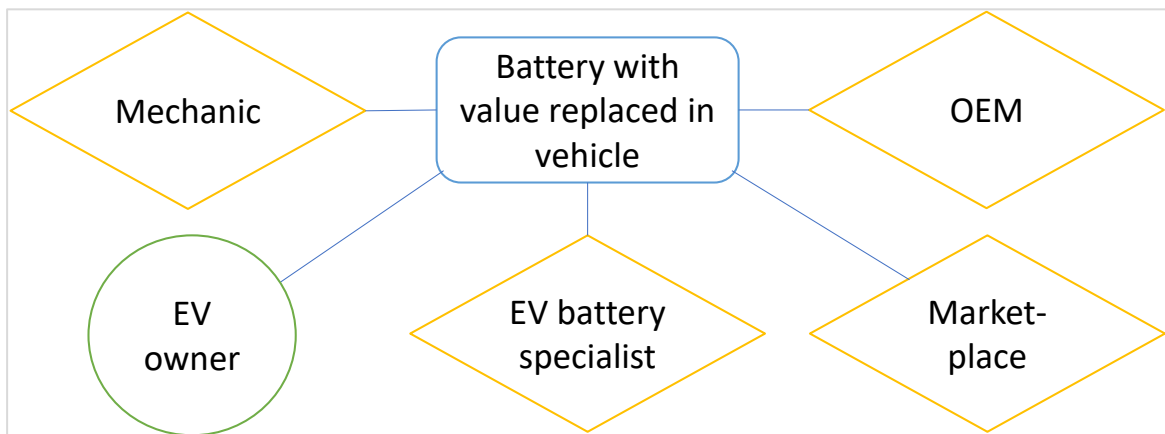 Mechanic
Battery with
value replaced in
vehicle
OEM
EV
owner
EV battery
specialist
Market-
place